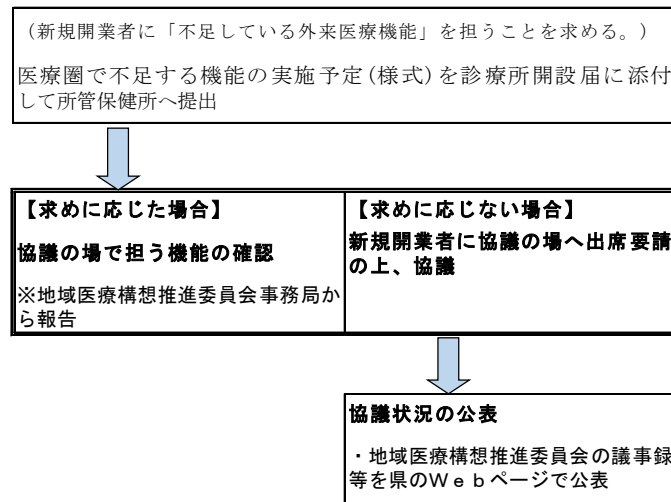 （新規開業者に「不足している外来医療機能」を担うことを求める。）
医療圏で不足する機能の実施予定(様式)を診療所開設届に添付
して所管保健所へ提出
【求めに応じた場合】
協議の場で担う機能の確認
※地域医療構想推進委員会事務局か
ら報告
【求めに応じない場合】
新規開業者に協議の場へ出席要請
の上、協議
協議状況の公表
・地域医療構想推進委員会の議事録
等を県のＷｅｂページで公表